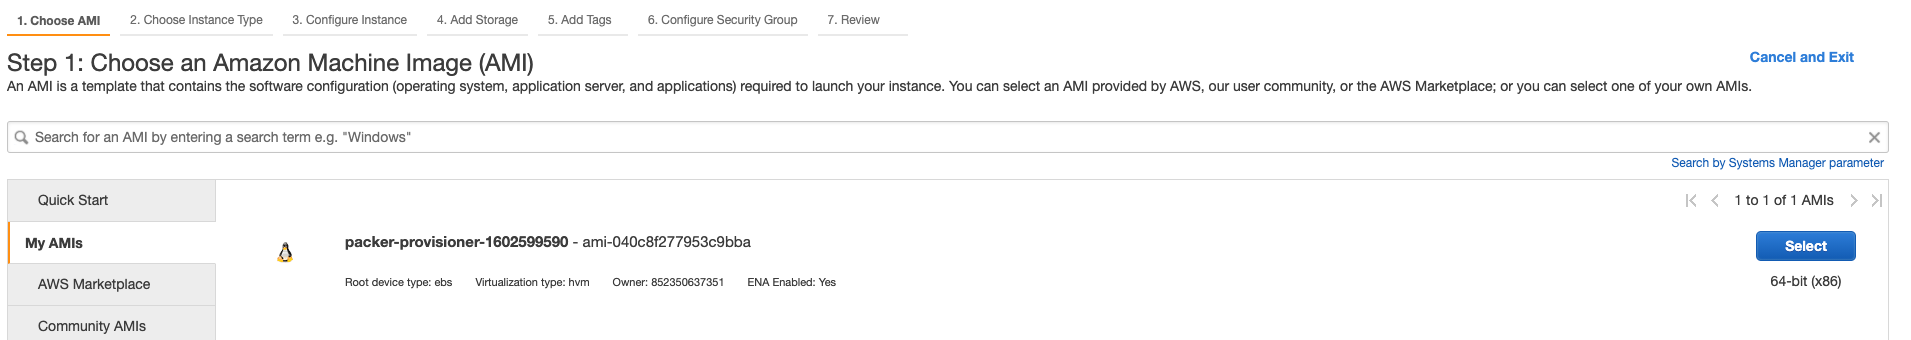 1. Choose AMI 2. Choose Instance Type 3. Configure Instance 4. Add Storage 5. Add Tags 6. Configure Security Group 7. Review
Step 1: Choose an Amazon Machine Image (AMI)
Cancel and Exit
An AMI is a template that contains the software configuration (operating system, application server, and applications) required to launch your instance. You can select an AMI provided by AWS, our user community, or the AWS Marketplace; or you can select one of your own AMIs.
Search for an AMI by entering a search term e.g. "Windows"
Search by Systems Manager parameter
Quick Start
1 to 1 of 1 AMIs
My AMIs
packer-provisioner-1602599590 - ami-040c8f277953c9bba
Select
Root device type: ebs Virtualization type: hvm Owner: 852350637351 ENA Enabled: Yes
64-bit (x86)
AWS Marketplace
Community AMIs